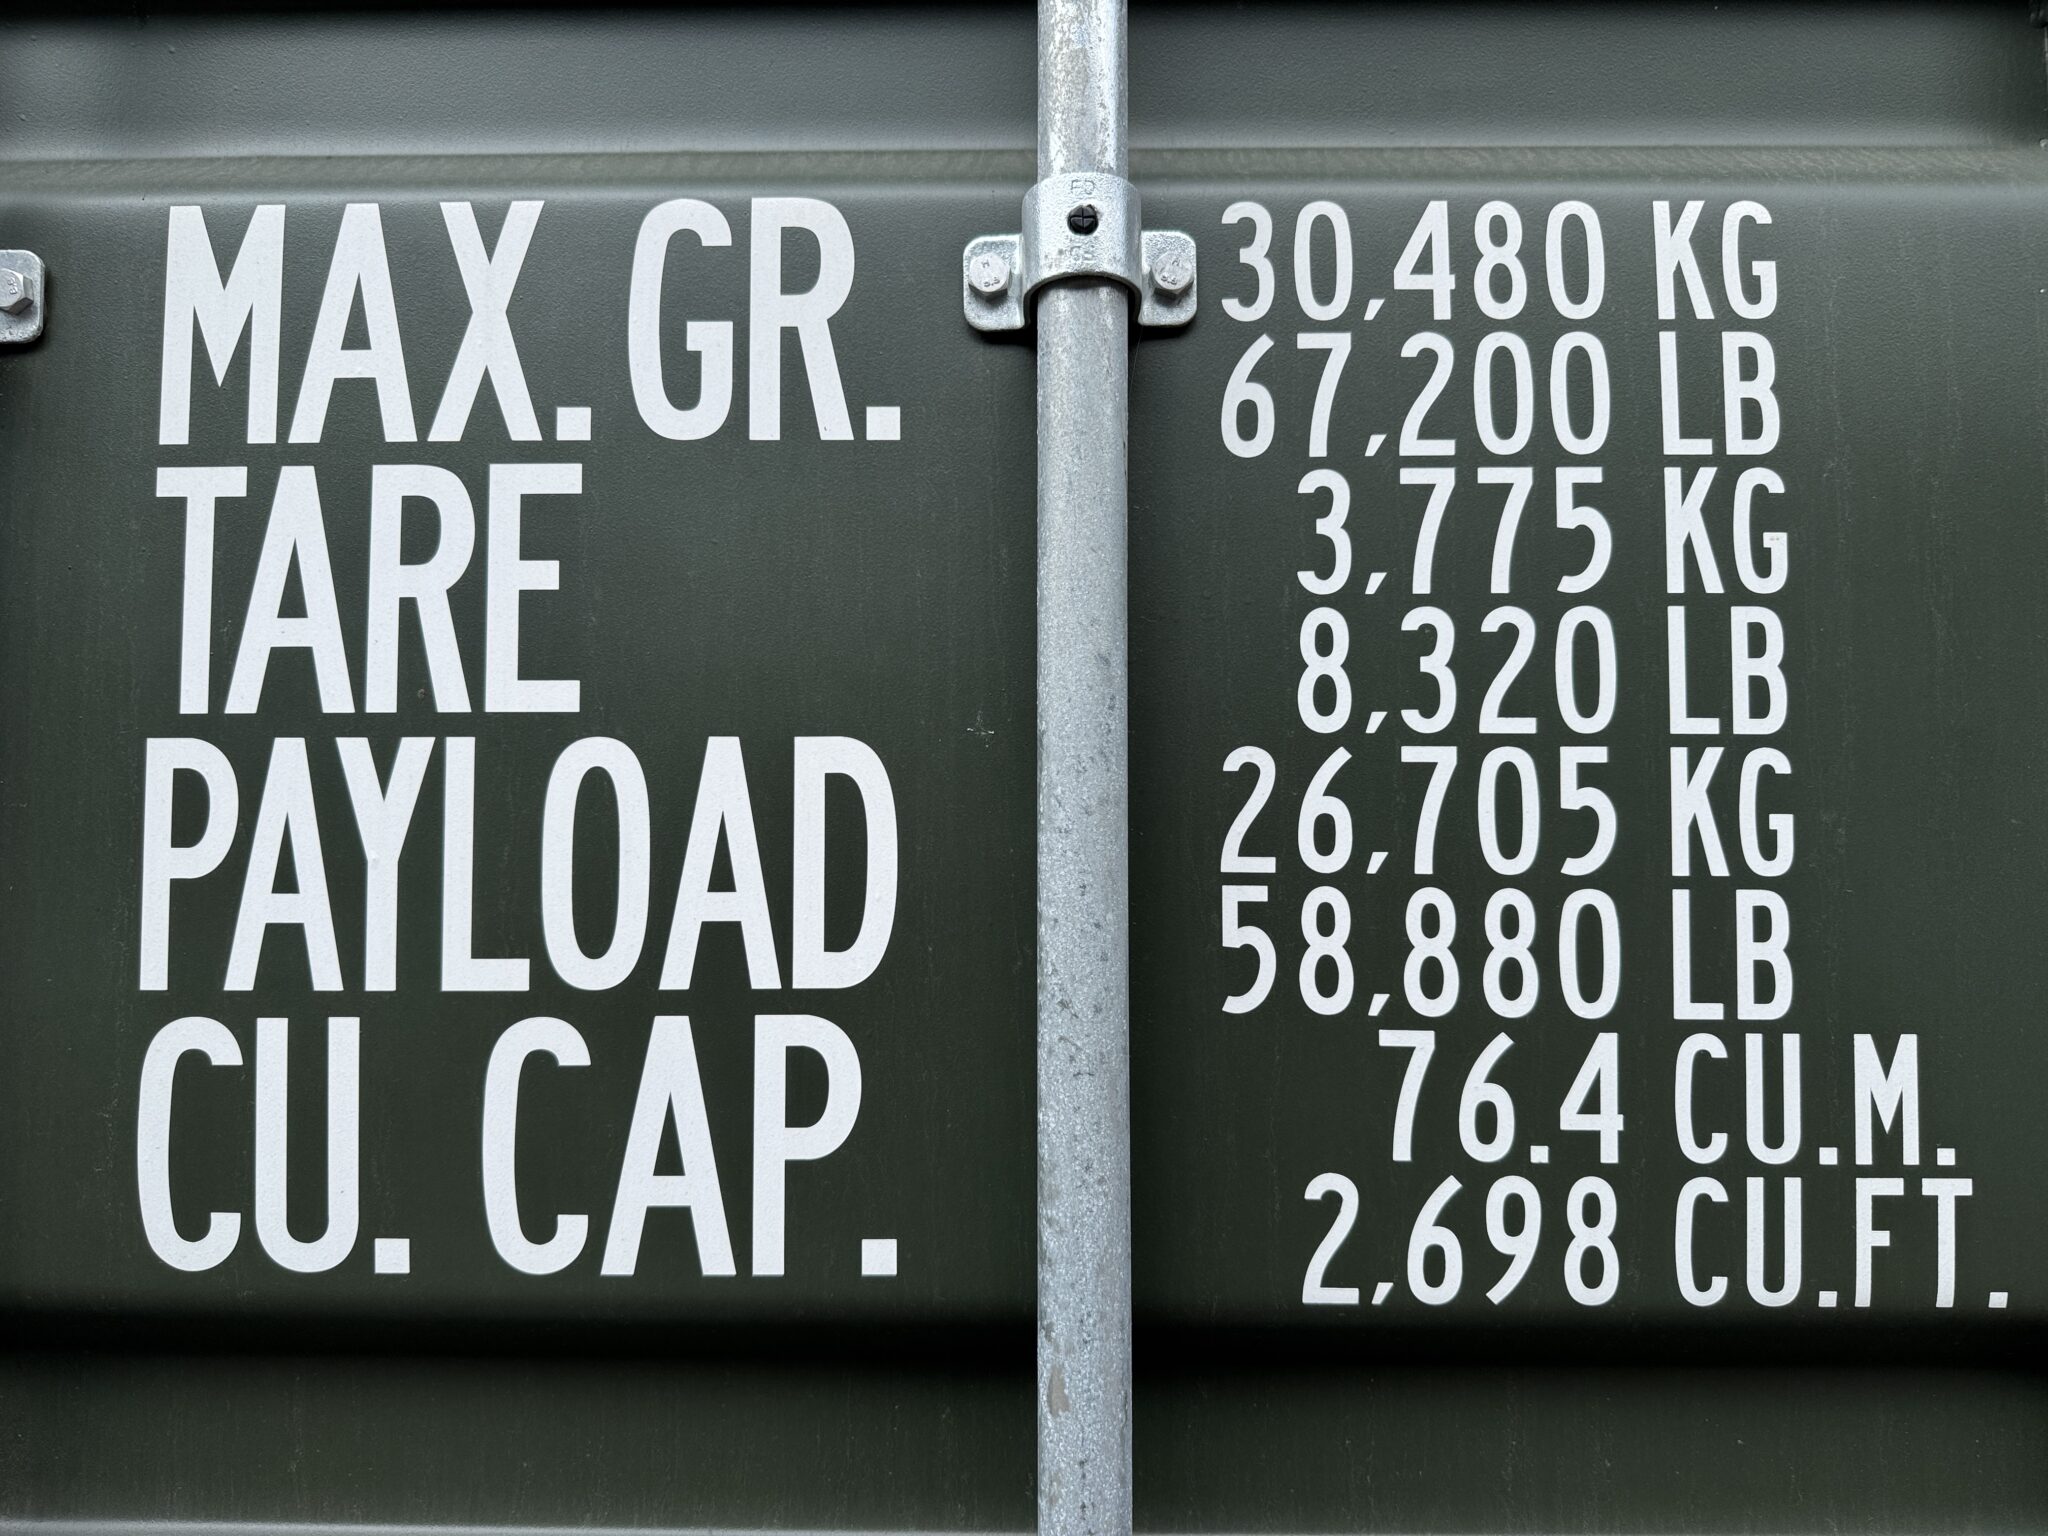 MAX. GR. 30,480 KG
67,200 LB
TARE 3,775 KG
8,320 LB
PAYLOAD 26,705 KG
58,880 LB
CU. CAP. 76.4 CU.M.
2,698 CU.FT.